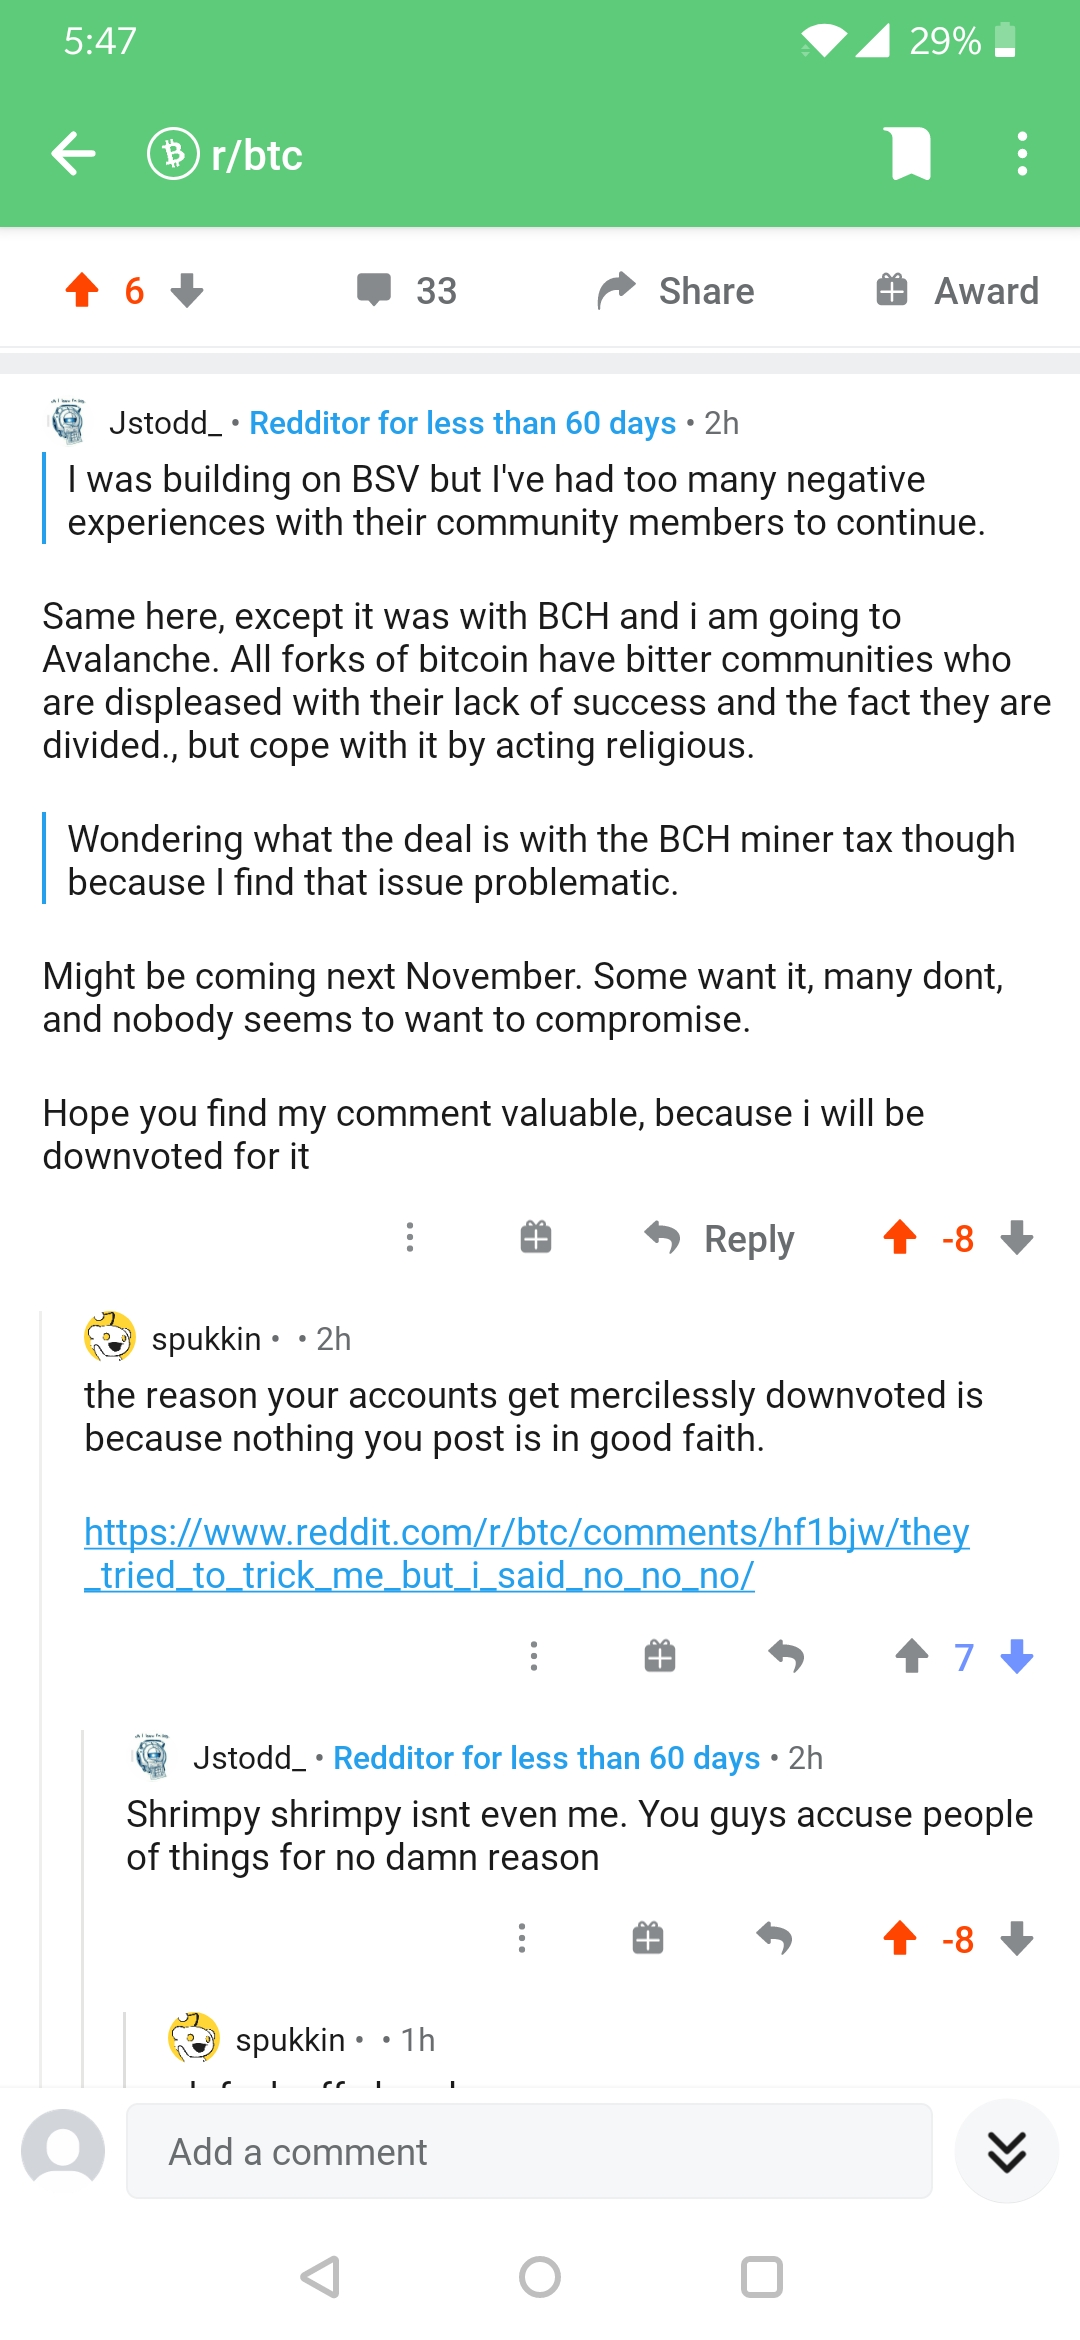 5:47
29%
r/btc
6
33
Share
Award
Jstodd_ • Redditor for less than 60 days • 2h
I was building on BSV but I've had too many negative
experiences with their community members to continue.
Same here, except it was with BCH and i am going to
Avalanche. All forks of bitcoin have bitter communities who
are displeased with their lack of success and the fact they are
divided., but cope with it by acting religious.
Wondering what the deal is with the BCH miner tax though
because I find that issue problematic.
Might be coming next November. Some want it, many dont,
and nobody seems to want to compromise.
Hope you find my comment valuable, because i will be
downvoted for it
Reply
-8
spukkin • • 2h
the reason your accounts get mercilessly downvoted is
because nothing you post is in good faith.
https://www.reddit.com/r/btc/comments/hf1bjw/they
_tried_to_trick_me_but_i_said_no_no_no/
7
Jstodd_ • Redditor for less than 60 days • 2h
Shrimpy shrimpy isnt even me. You guys accuse people
of things for no damn reason
-8
spukkin • • 1h
Add a comment